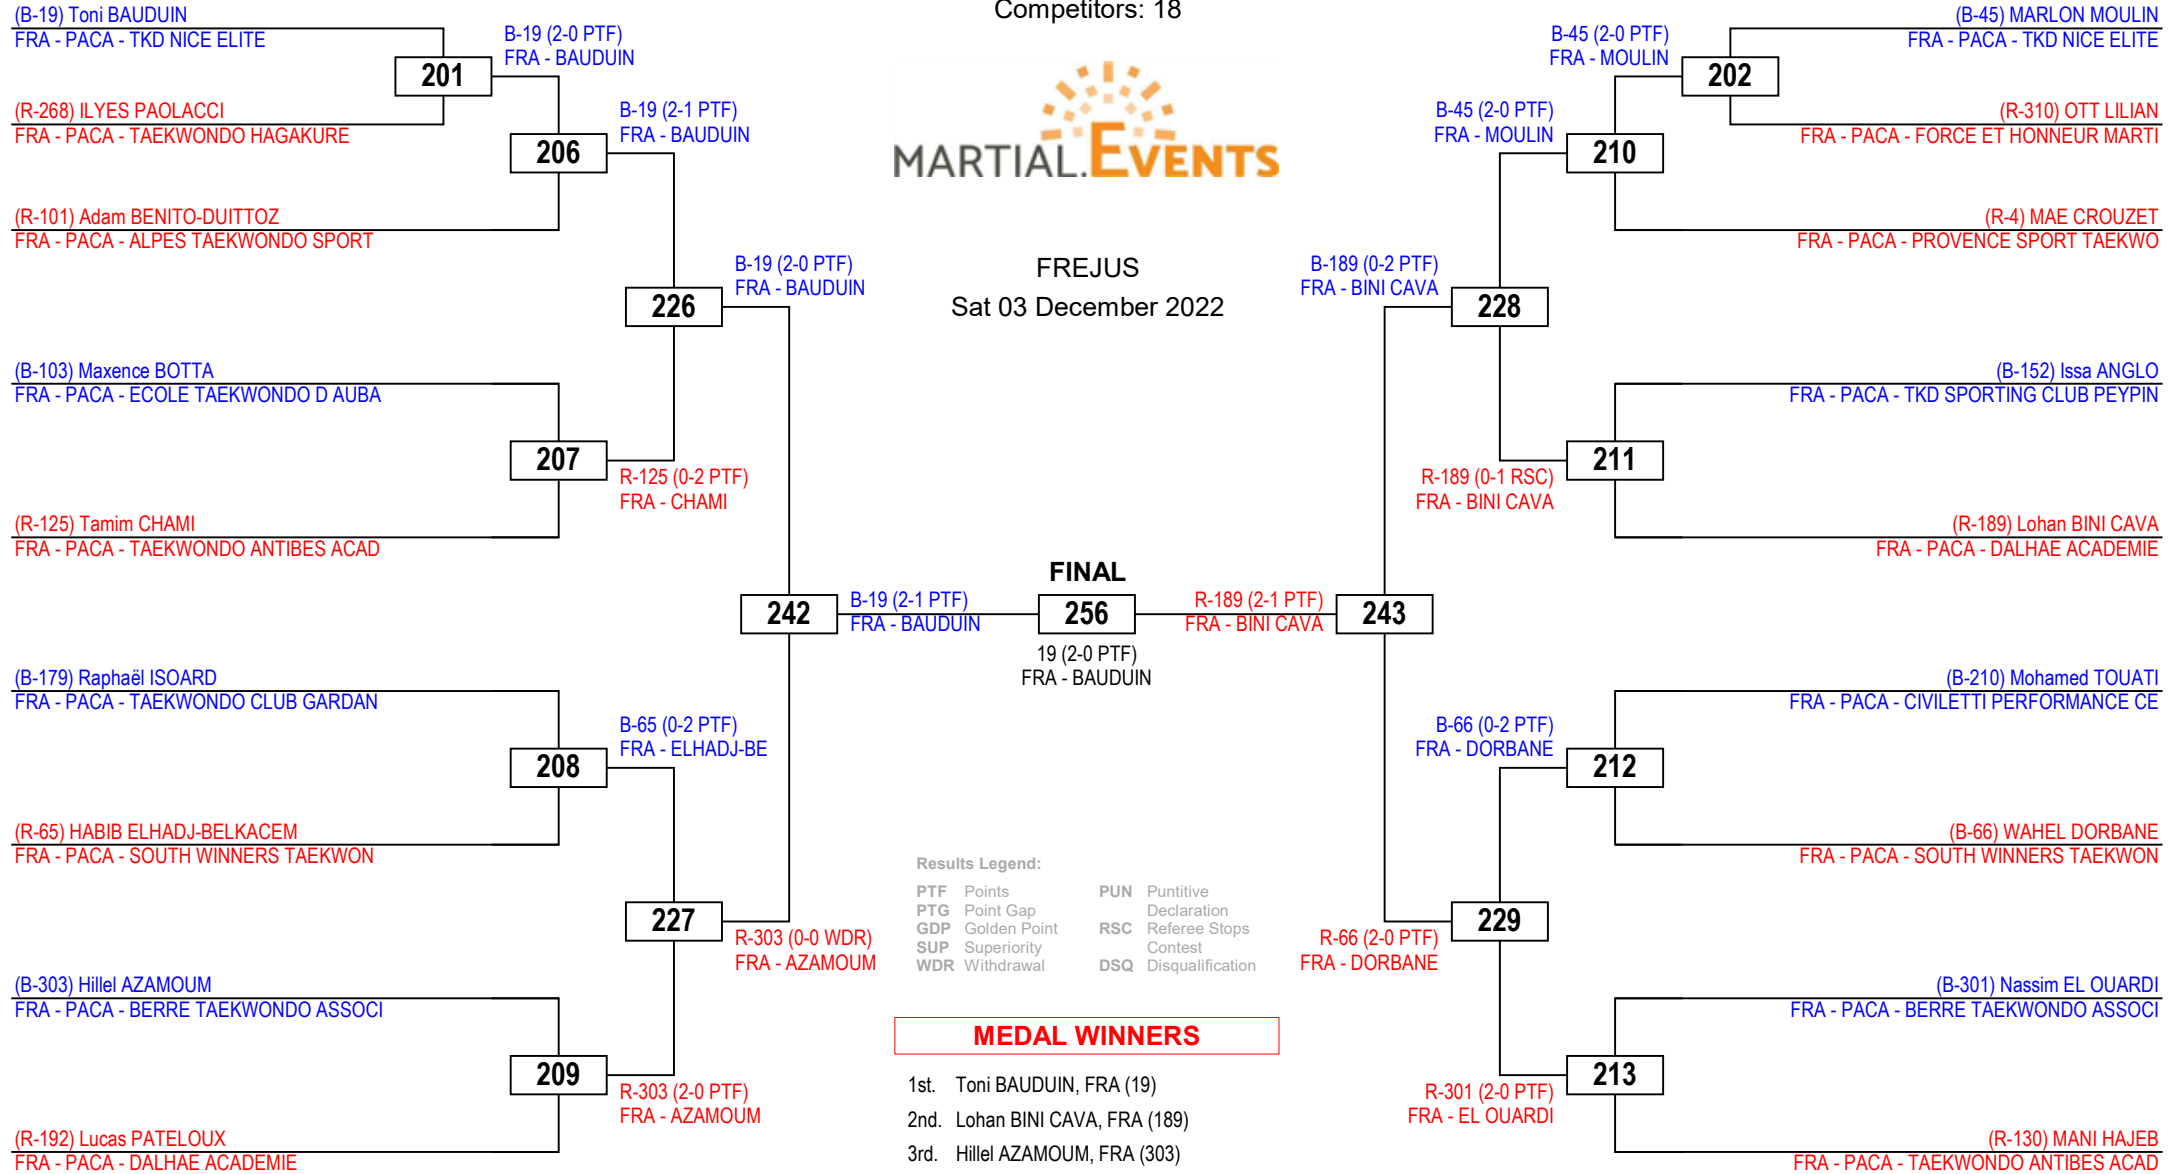 Competitors: 18
MARTIAL.EVENTS
FREJUS
Sat 03 December 2022
(B-19) Toni BAUDUIN
FRA - PACA - TKD NICE ELITE
201
B-19 (2-0 PTF)
FRA - BAUDUIN
(R-268) ILYES PAOLACCI
FRA - PACA - TAEKWONDO HAGAKURE
206
B-19 (2-1 PTF)
FRA - BAUDUIN
(R-101) Adam BENITO-DUITTOZ
FRA - PACA - ALPES TAEKWONDO SPORT
226
B-19 (2-0 PTF)
FRA - BAUDUIN
(B-103) Maxence BOTTA
FRA - PACA - ECOLE TAEKWONDO D AUBA
207
R-125 (0-2 PTF)
FRA - CHAMI
(R-125) Tamim CHAMI
FRA - PACA - TAEKWONDO ANTIBES ACAD
242
B-19 (2-1 PTF)
FRA - BAUDUIN
(B-179) Raphaël ISOARD
FRA - PACA - TAEKWONDO CLUB GARDAN
208
B-65 (0-2 PTF)
FRA - ELHADJ-BE
(R-65) HABIB ELHADJ-BELKACEM
FRA - PACA - SOUTH WINNERS TAEKWON
227
R-303 (0-0 WDR)
FRA - AZAMOUM
(B-303) Hillel AZAMOUM
FRA - PACA - BERRE TAEKWONDO ASSOCI
209
R-303 (2-0 PTF)
FRA - AZAMOUM
(R-192) Lucas PATELOUX
FRA - PACA - DALHAE ACADEMIE
FINAL
256
19 (2-0 PTF)
FRA - BAUDUIN
(B-45) MARLON MOULIN
FRA - PACA - TKD NICE ELITE
B-45 (2-0 PTF)
FRA - MOULIN
202
(R-310) OTT LILIAN
FRA - PACA - FORCE ET HONNEUR MARTI
B-45 (2-0 PTF)
FRA - MOULIN
210
(R-4) MAE CROUZET
FRA - PACA - PROVENCE SPORT TAEKWO
B-189 (0-2 PTF)
FRA - BINI CAVA
228
(B-152) Issa ANGLO
FRA - PACA - TKD SPORTING CLUB PEYPIN
211
R-189 (0-1 RSC)
FRA - BINI CAVA
(R-189) Lohan BINI CAVA
FRA - PACA - DALHAE ACADEMIE
R-189 (2-1 PTF)
FRA - BINI CAVA
243
(B-210) Mohamed TOUATI
FRA - PACA - CIVILETTI PERFORMANCE CE
B-66 (0-2 PTF)
FRA - DORBANE
212
(B-66) WAHEL DORBANE
FRA - PACA - SOUTH WINNERS TAEKWON
229
R-66 (2-0 PTF)
FRA - DORBANE
(B-301) Nassim EL OUARDI
FRA - PACA - BERRE TAEKWONDO ASSOCI
213
R-301 (2-0 PTF)
FRA - EL OUARDI
(R-130) MANI HAJEB
FRA - PACA - TAEKWONDO ANTIBES ACAD
Results Legend:
PTF Points
PTG Point Gap
GDP Golden Point
SUP Superiority
WDR Withdrawal
PUN Puntitive
Declaration
RSC Referee Stops
Contest
DSQ Disqualification
MEDAL WINNERS
1st. Toni BAUDUIN, FRA (19)
2nd. Lohan BINI CAVA, FRA (189)
3rd. Hillel AZAMOUM, FRA (303)